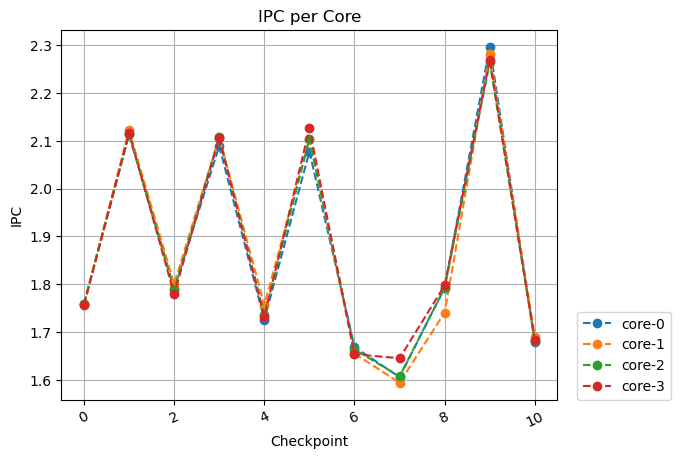 IPC per Core
IPC
2.3
2.2
2.1
2.0
1.9
1.8
1.7
1.6
0
2
4
6
8
10
Checkpoint
core-0
core-1
core-2
core-3